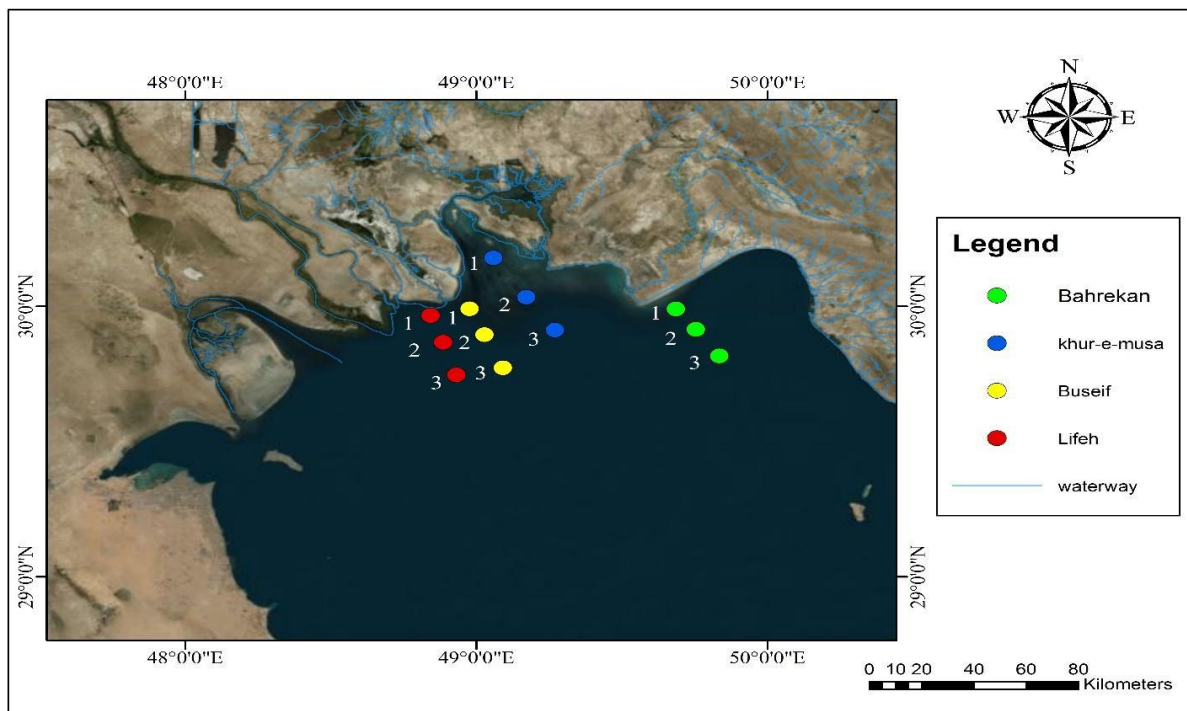 48°0'0"E 49°0'0"E 50°0'0"E
N
W E
S
30°0'0"N 30°0'0"N
29°0'0"N 29°0'0"N
1
2
3
1
2
3
1
2
3
1
2
3
48°0'0"E 49°0'0"E 50°0'0"E
Legend
Bahrekan
khur-e-musa
Buseif
Lifeh
waterway
0 10 20 40 60 80
Kilometers